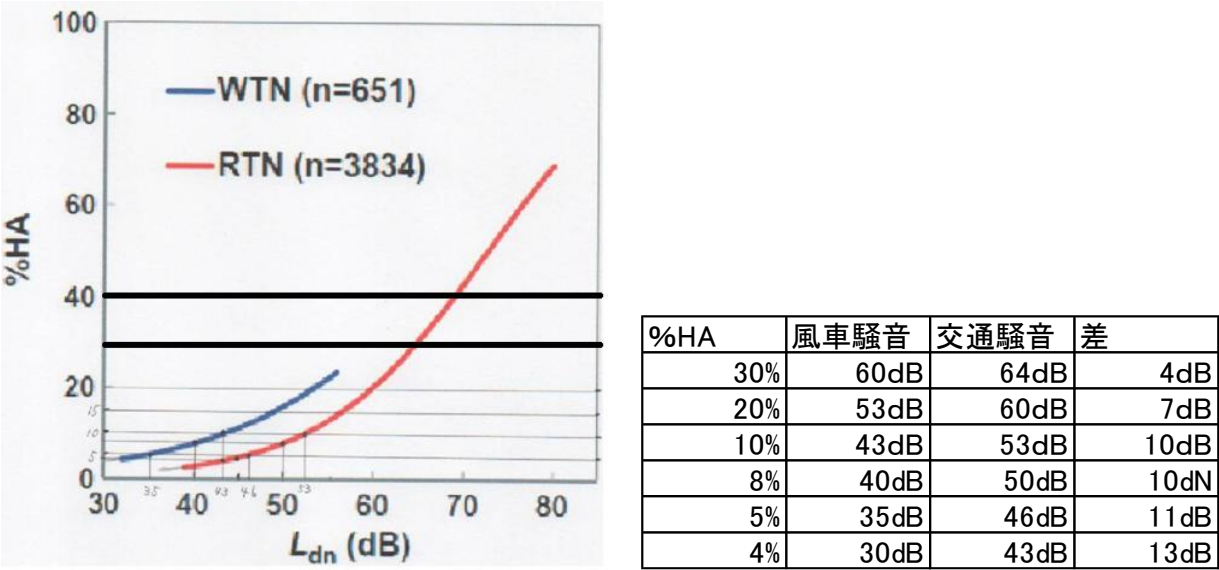 100
80
60
40
20
0
15
10
5
%HA
WTN (n=651)
RTN (n=3834)
35
43
46
53
30 40 50 60 70 80
Ldn (dB)
%HA 風車騒音 交通騒音 差
30% 60dB 64dB 4dB
20% 53dB 60dB 7dB
10% 43dB 53dB 10dB
8% 40dB 50dB 10dN
5% 35dB 46dB 11dB
4% 30dB 43dB 13dB